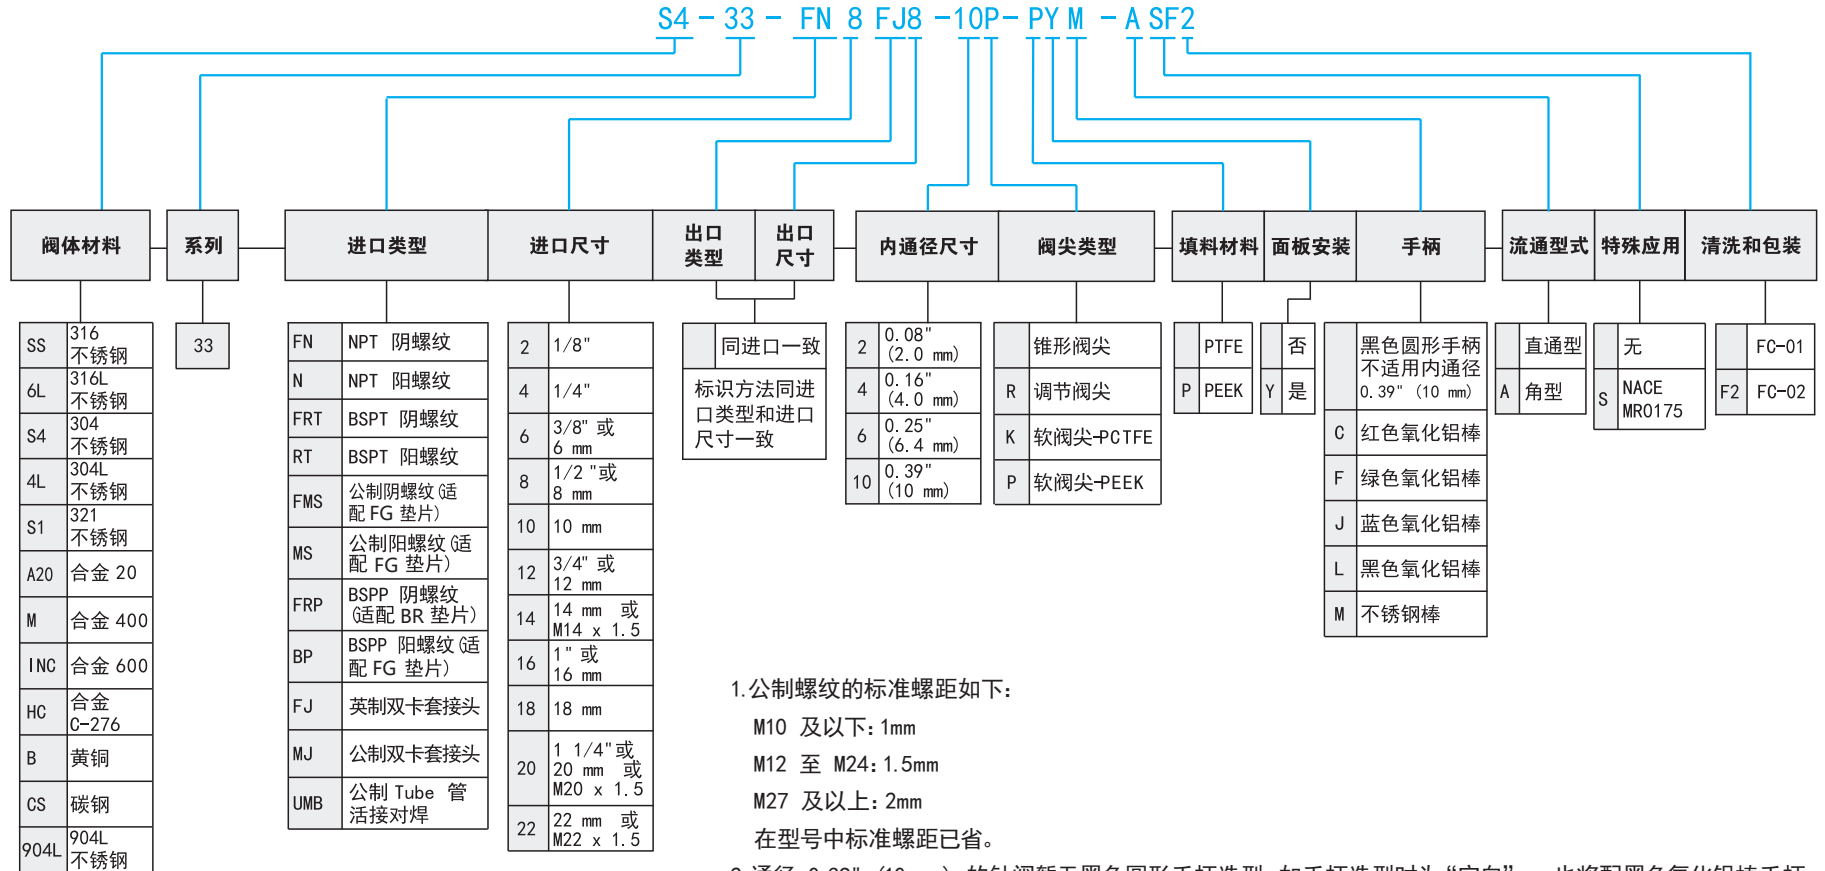 S4-33-FN 8 FJ8-10P-PYM-A SF2
阀体材料
系列
进口类型
进口尺寸
出口
类型
出口
尺寸
内通径尺寸
阀尖类型
填料材料
面板安装
手柄
流通型式
特殊应用
清洗和包装
SS 316
不锈钢
6L 316L
不锈钢
S4 304
不锈钢
4L 304L
不锈钢
S1 321
不锈钢
A20 合金 20
M 合金 400
INC 合金 600
HC 合金
C-276
B 黄铜
CS 碳钢
904L 904L
不锈钢
33
FN NPT 阴螺纹
N NPT 阳螺纹
FRT BSPT 阴螺纹
RT BSPT 阳螺纹
FMS 公制阴螺纹(适
配 FG 垫片)
MS 公制阳螺纹(适
配 FG 垫片)
FRP BSPP 阴螺纹
(适配 BR 垫片)
BP BSPP 阳螺纹(适
配 FG 垫片)
FJ 英制双卡套接头
MJ 公制双卡套接头
UMB 公制 Tube 管
活接对焊
2 1/8"
4 1/4"
6 3/8" 或
6 mm
8 1/2 "或
8 mm
10 10 mm
12 3/4" 或
12 mm
14 14 mm 或
M14 x 1.5
16 1" 或
16 mm
18 18 mm
20 1 1/4"或
20 mm 或
M20 x 1.5
22 22 mm 或
M22 x 1.5
同进口一致
标识方法同进
口类型和进口
尺寸一致
2 0.08"
(2.0 mm)
4 0.16"
(4.0 mm)
6 0.25"
(6.4 mm)
10 0.39"
(10 mm)
锥形阀尖
R 调节阀尖
K 软阀尖-PCTFE
P 软阀尖-PEEK
PTFE
P PEEK
否
Y 是
黑色圆形手柄
不适用内通径
0.39" (10 mm)
C 红色氧化铝棒
F 绿色氧化铝棒
J 蓝色氧化铝棒
L 黑色氧化铝棒
M 不锈钢棒
直通型
A 角型
无
S NACE
MR0175
FC-01
F2 FC-02
1.公制螺纹的标准螺距如下:
M10 及以下: 1mm
M12 至 M24: 1.5mm
M27 及以上: 2mm
在型号中标准螺距已省。